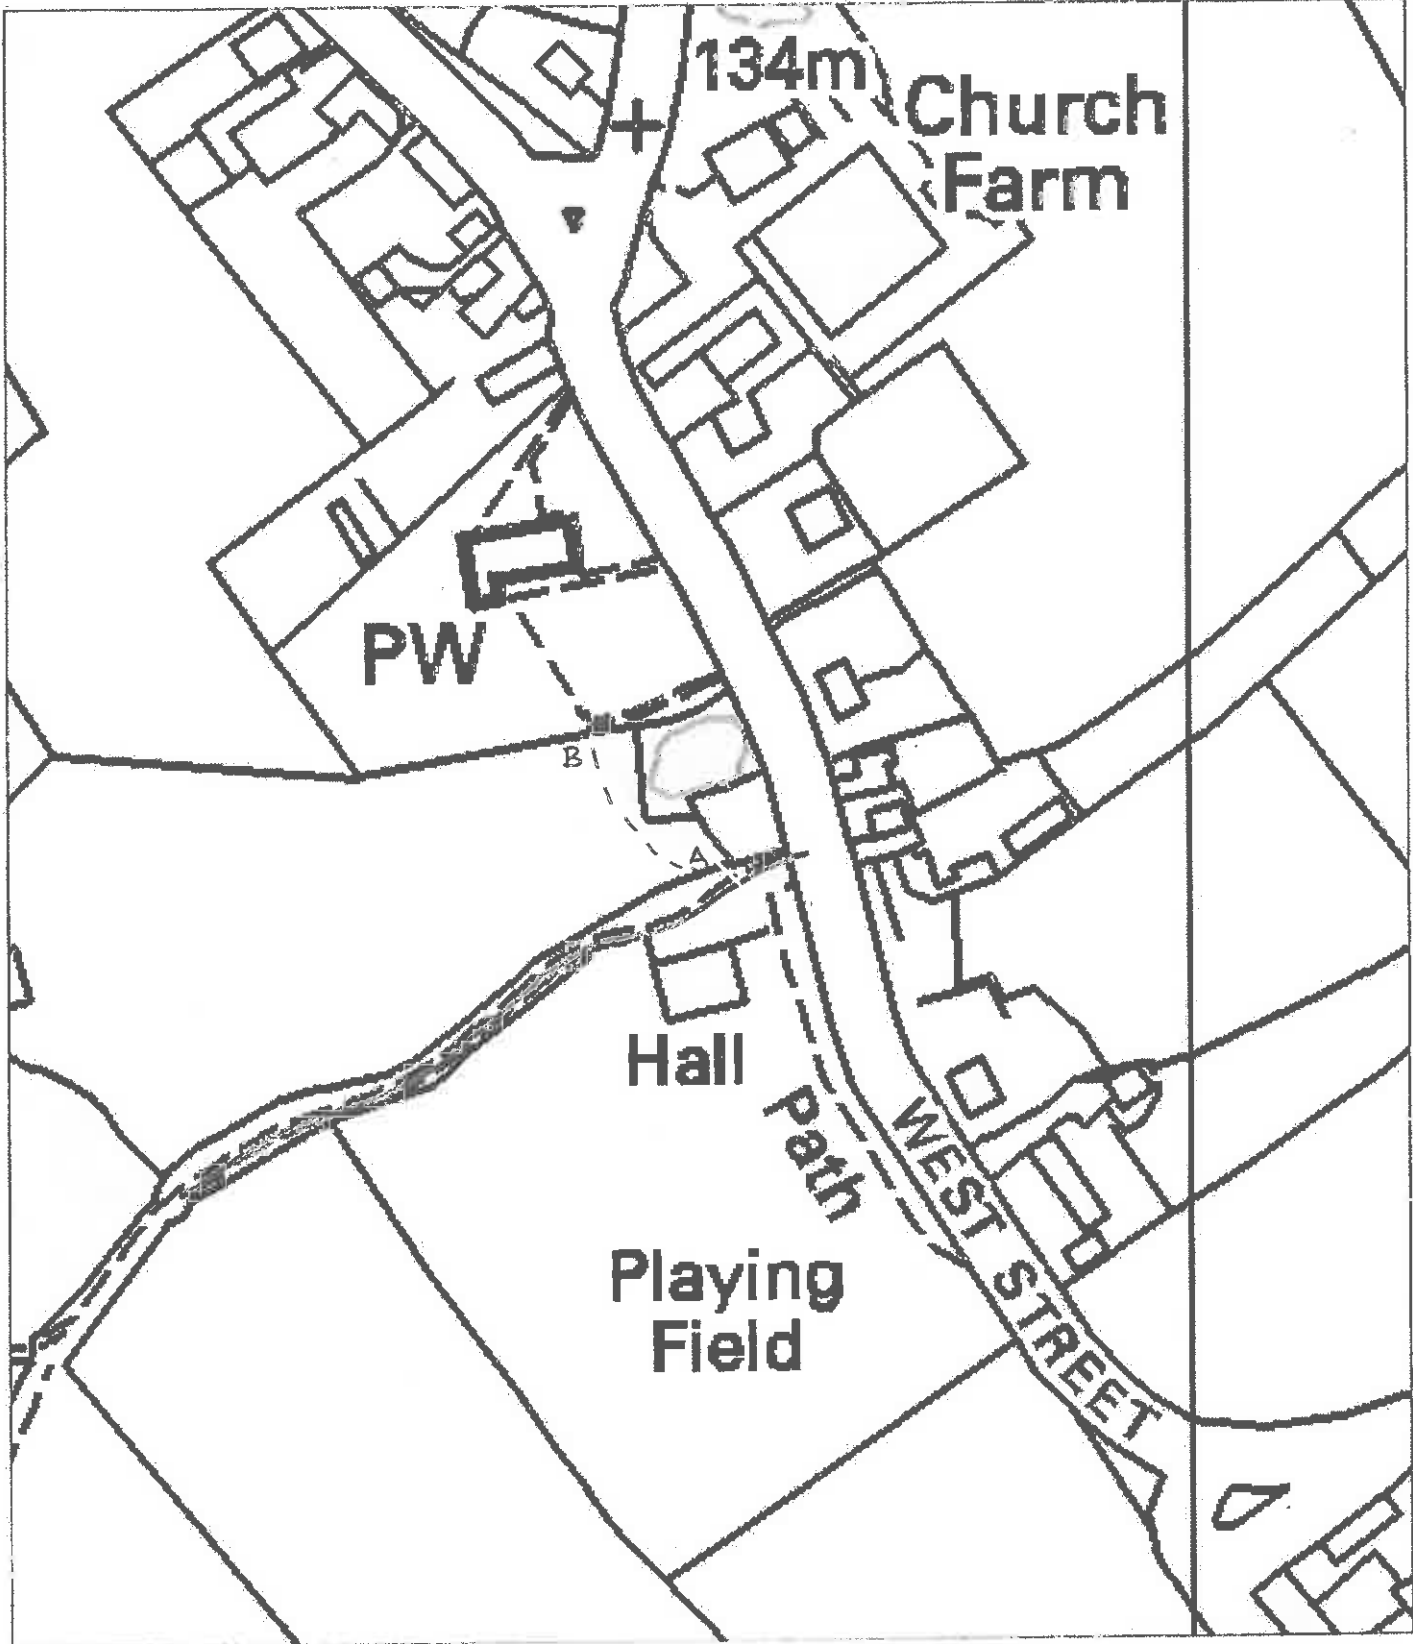 134m
Church
Farm
PW
B
A
Hall
Path
WEST STREET
Playing
Field